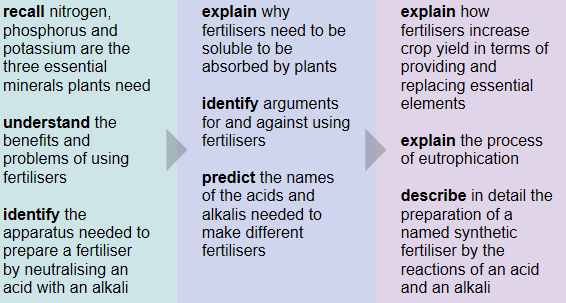 recall nitrogen,
phosphorus and
potassium are the
three essential
minerals plants need
understand the
benefits and
problems of using
fertilisers
identify the
apparatus needed to
prepare a fertiliser
by neutralising an
acid with an alkali
explain why
fertilisers need to be
soluble to be
absorbed by plants
identify arguments
for and against using
fertilisers
predict the names
of the acids and
alkalis needed to
make different
fertilisers
explain how
fertilisers increase
crop yield in terms of
providing and
replacing essential
elements
explain the process
of eutrophication
describe in detail the
preparation of a
named synthetic
fertiliser by the
reactions of an acid
and an alkali